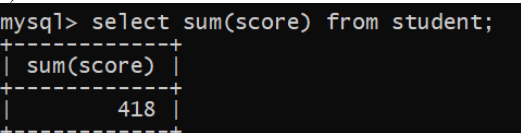 mysql> select sum(score) from student;
+------------+
| sum(score) |
+------------+
|        418 |
+------------+